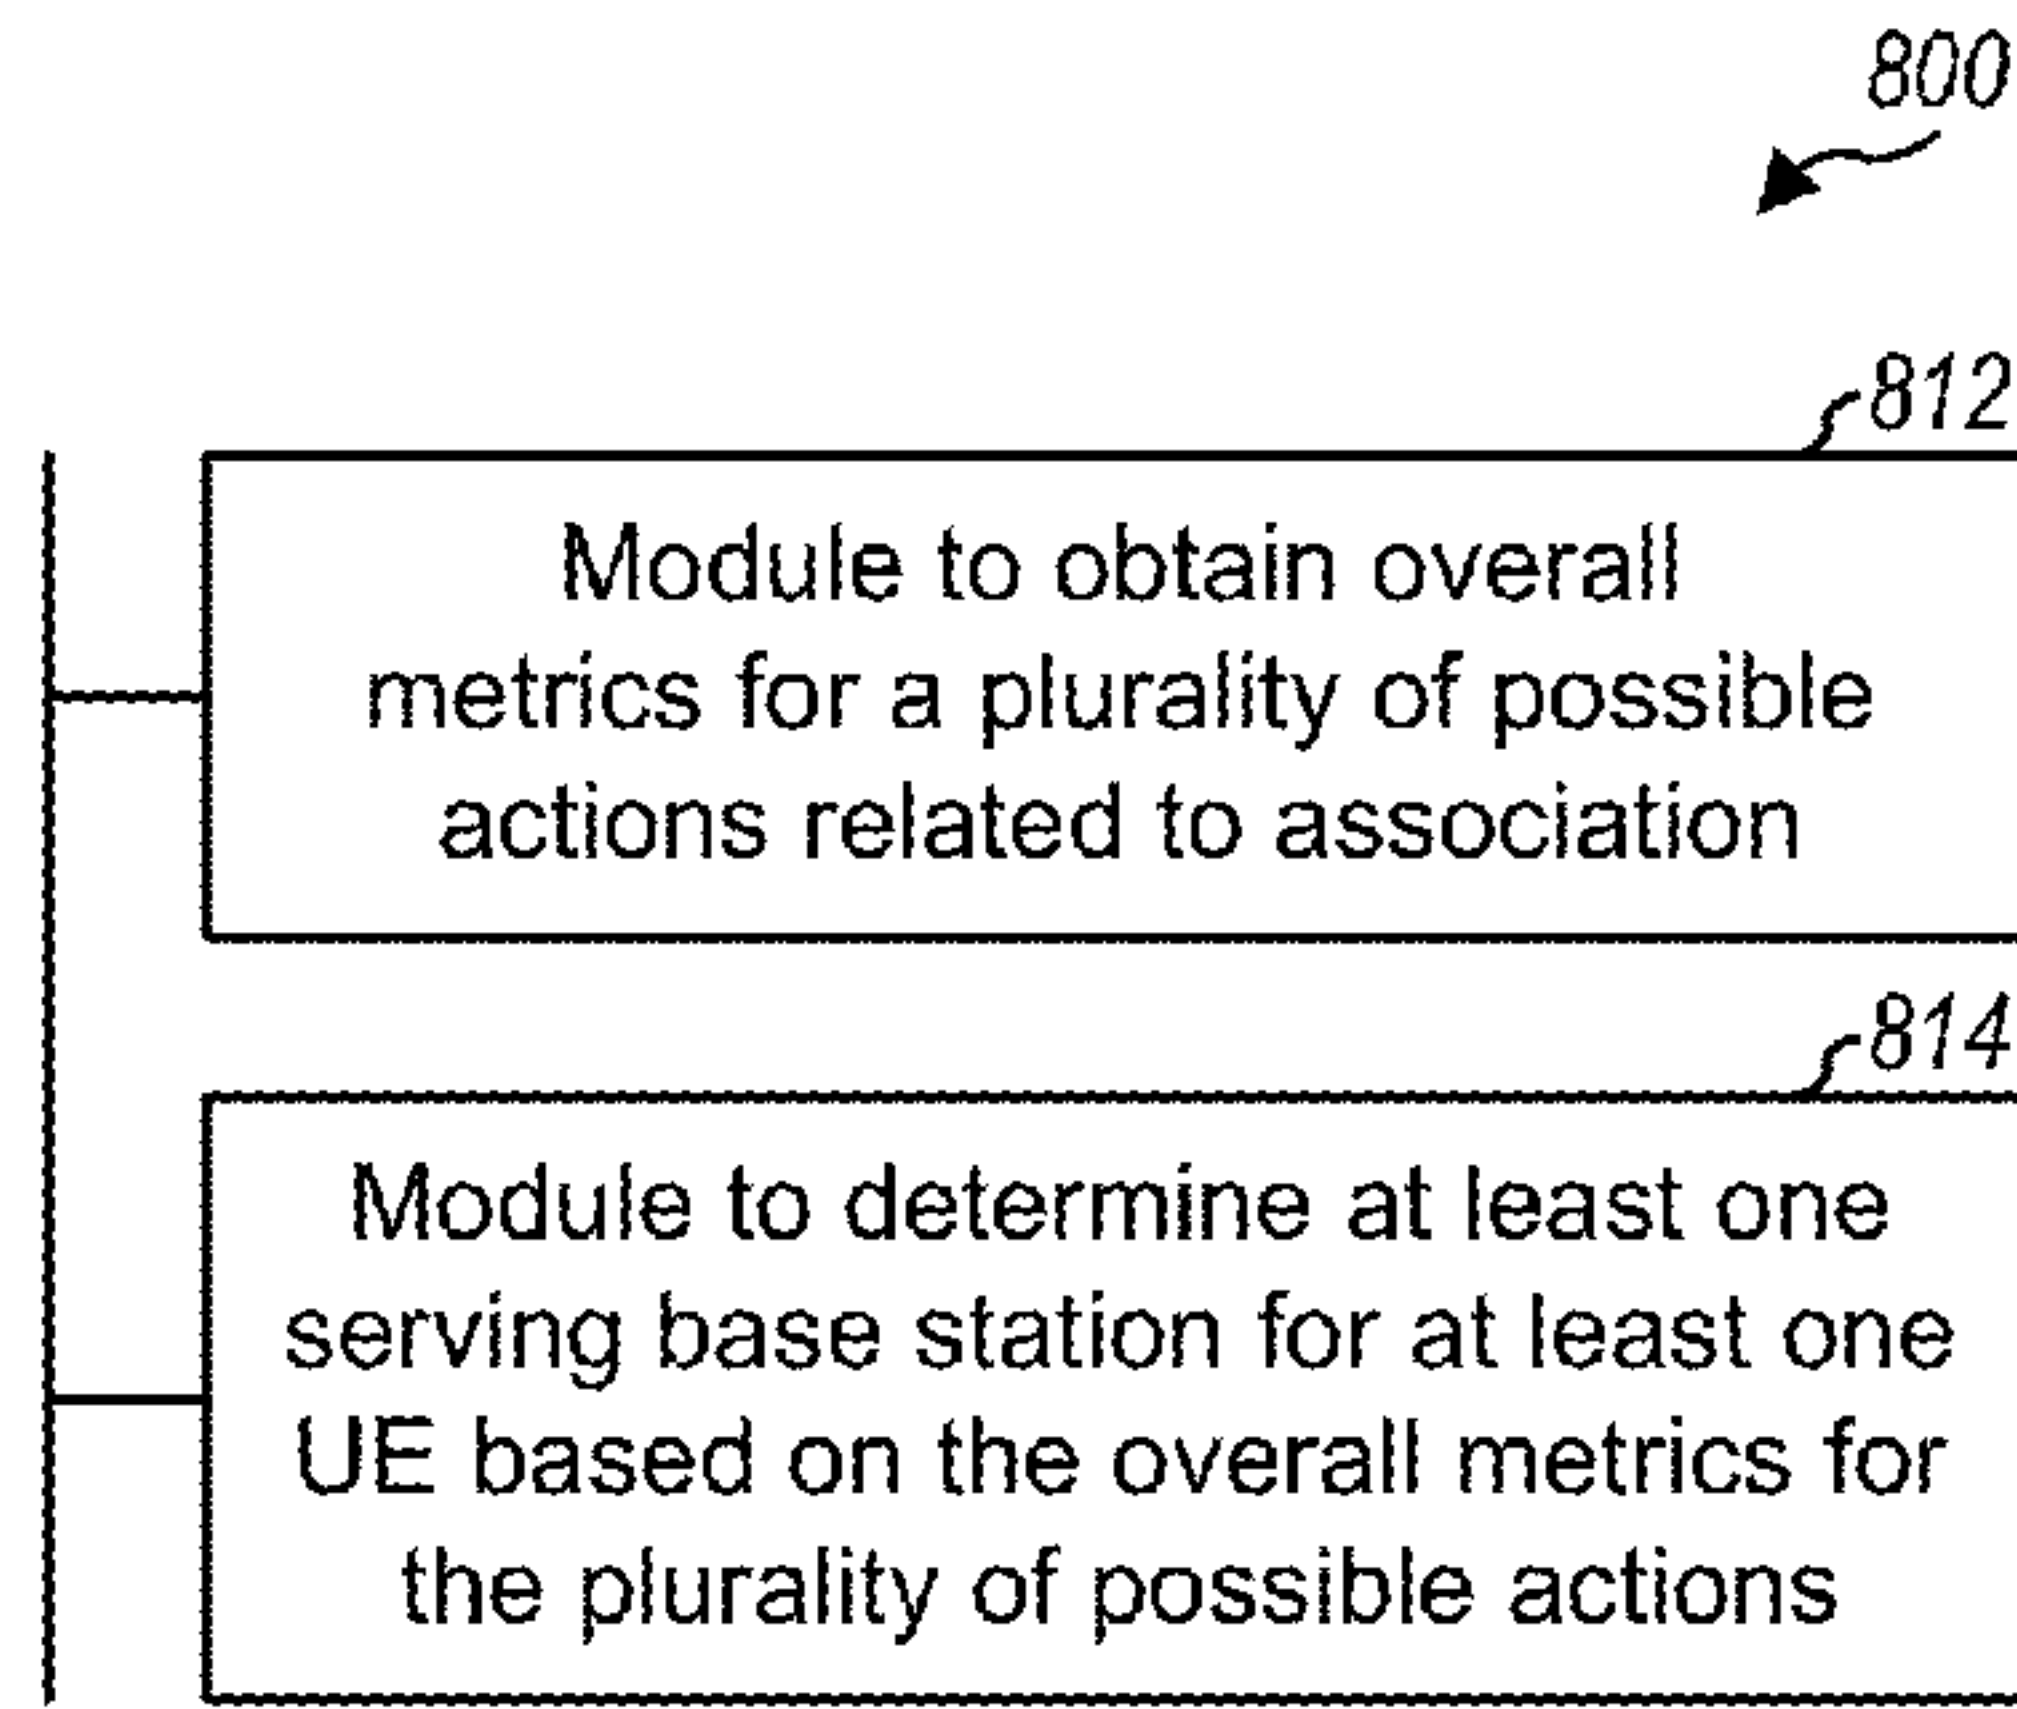 800
812
Module to obtain overall
metrics for a plurality of possible
actions related to association
814
Module to determine at least one
serving base station for at least one
UE based on the overall metrics for
the plurality of possible actions